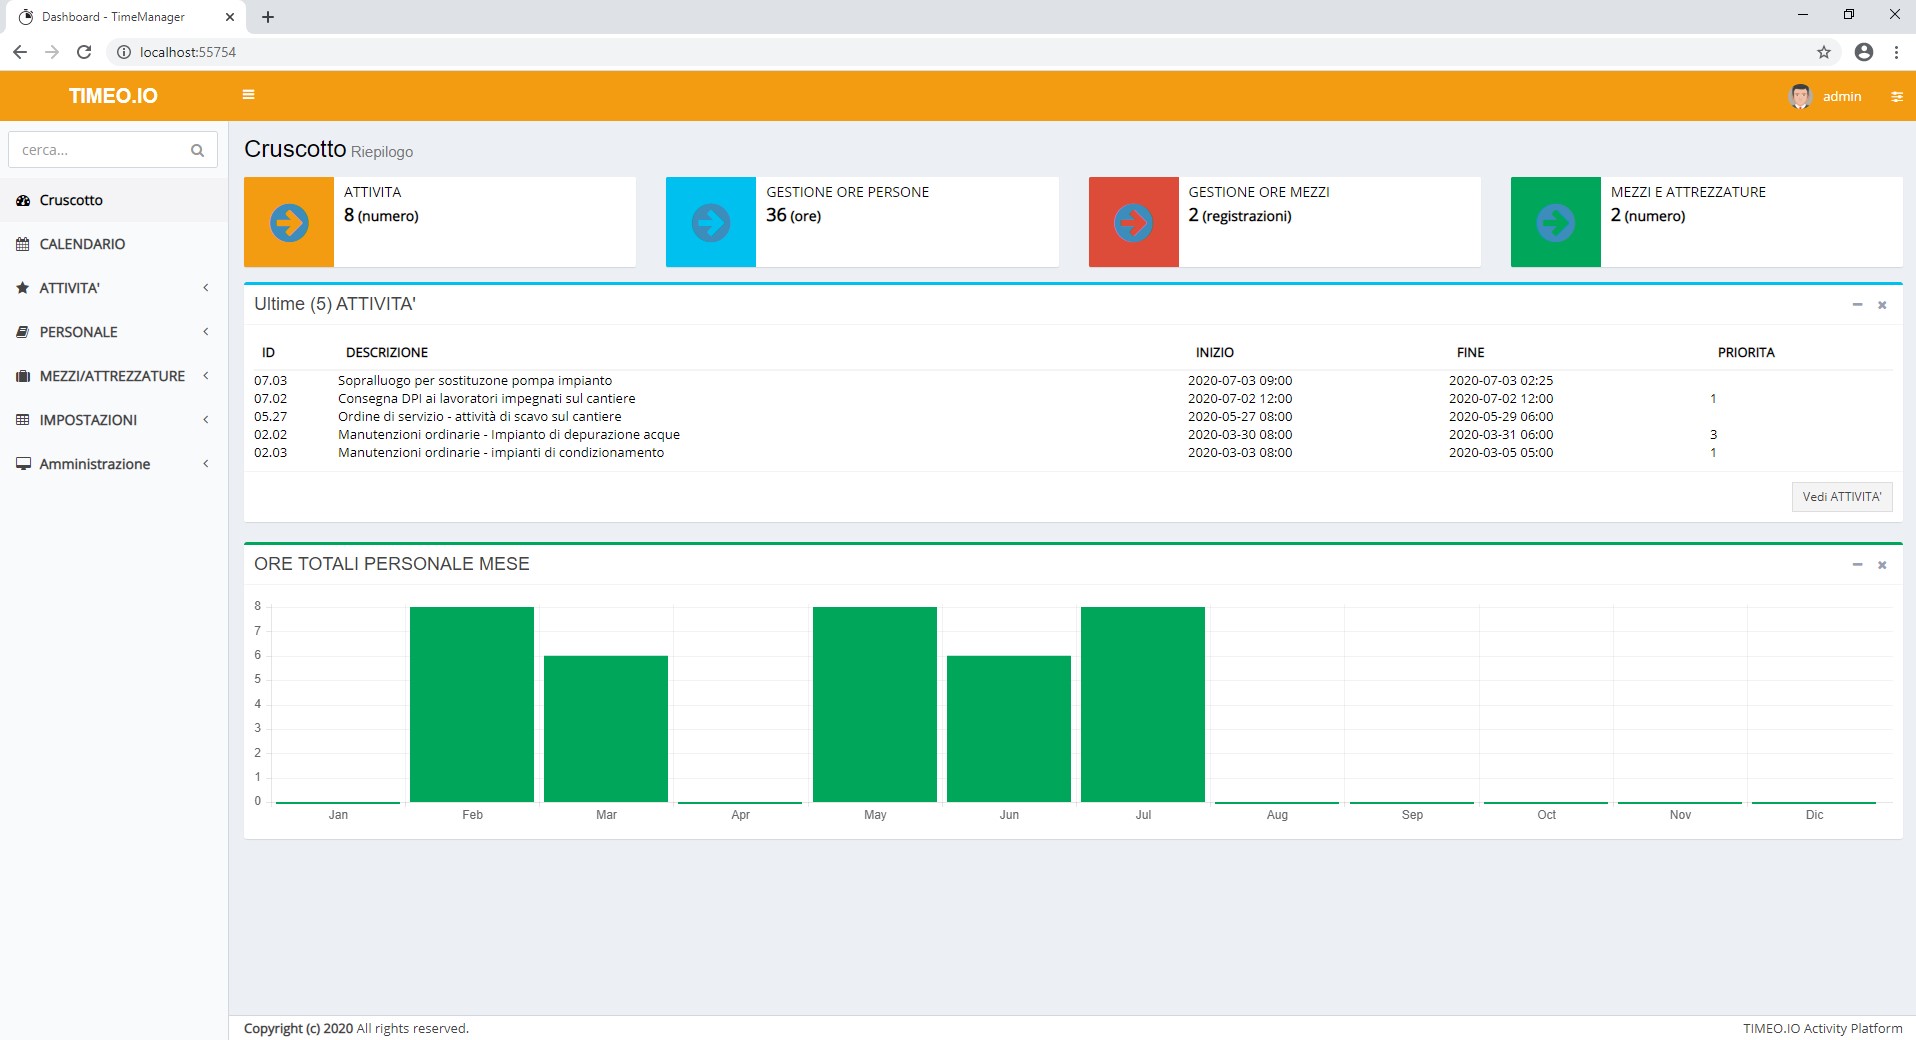 Dashboard - TimeManager
localhost:55754
TIMEO.IO
admin
cerca...
Cruscotto
CALENDARIO
ATTIVITA'
PERSONALE
MEZZI/ATTREZZATURE
IMPOSTAZIONI
Amministrazione
Cruscotto Riepilogo
ATTIVITA
8 (numero)
GESTIONE ORE PERSONE
36 (ore)
GESTIONE ORE MEZZI
2 (registrazioni)
MEZZI E ATTREZZATURE
2 (numero)
Ultime (5) ATTIVITA'
ID DESCRIZIONE INIZIO FINE PRIORITA
07.03 Sopralluogo per sostituzone pompa impianto 2020-07-03 09:00 2020-07-03 02:25
07.02 Consegna DPI ai lavoratori impegnati sul cantiere 2020-07-02 12:00 2020-07-02 12:00 1
05.27 Ordine di servizio - attività di scavo sul cantiere 2020-05-27 08:00 2020-05-29 06:00
02.02 Manutenzioni ordinarie - Impianto di depurazione acque 2020-03-30 08:00 2020-03-31 06:00 3
02.03 Manutenzioni ordinarie - impianti di condizionamento 2020-03-03 08:00 2020-03-05 05:00 1
Vedi ATTIVITA'
ORE TOTALI PERSONALE MESE
8
7
6
5
4
3
2
1
0
Jan Feb Mar Apr May Jun Jul Aug Sep Oct Nov Dic
Copyright (c) 2020 All rights reserved.
TIMEO.IO Activity Platform